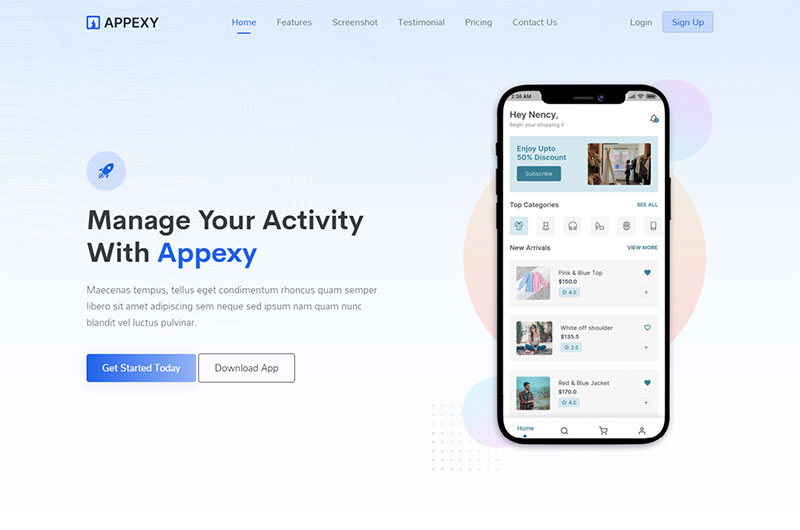 APPEXY
Home Features Screenshot Testimonial Pricing Contact Us
Login Sign Up
Manage Your Activity
With Appexy
Maecenas tempus, tellus eget condimentum rhoncus quam semper
libero sit amet adipiscing sem neque sed ipsum nam quam nunc
blandit vel luctus pulvinar.
Get Started Today Download App
2:36 AM
Hey Nency,
Begin your shopping !!
Enjoy Upto
50% Discount
Subscribe
Top Categories SEE ALL
New Arrivals VIEW MORE
Pink & Blue Top
$150.0
4.5
+
White off shoulder
$135.5
3.5
+
Red & Blue Jacket
$170.0
4.0
+
Home